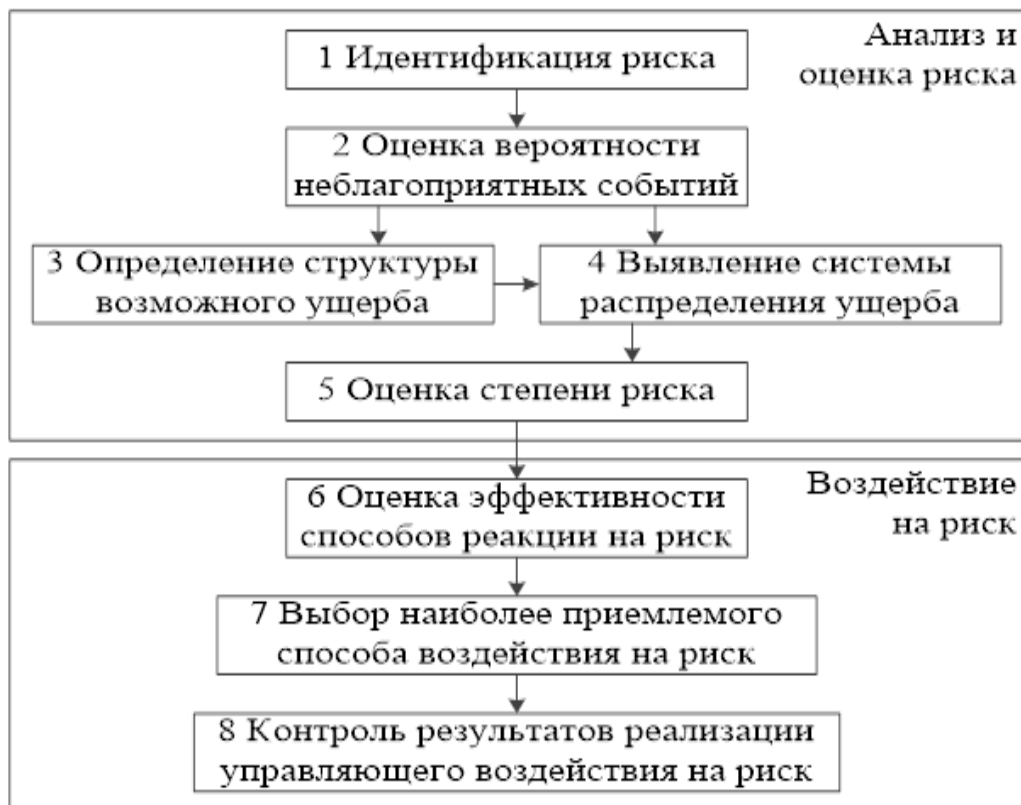 Анализ и
оценка риска
1 Идентификация риска
2 Оценка вероятности
неблагоприятных событий
3 Определение структуры
возможного ущерба
4 Выявление системы
распределения ущерба
5 Оценка степени риска
Воздействие
на риск
6 Оценка эффективности
способов реакции на риск
7 Выбор наиболее приемлемого
способа воздействия на риск
8 Контроль результатов реализации
управляющего воздействия на риск